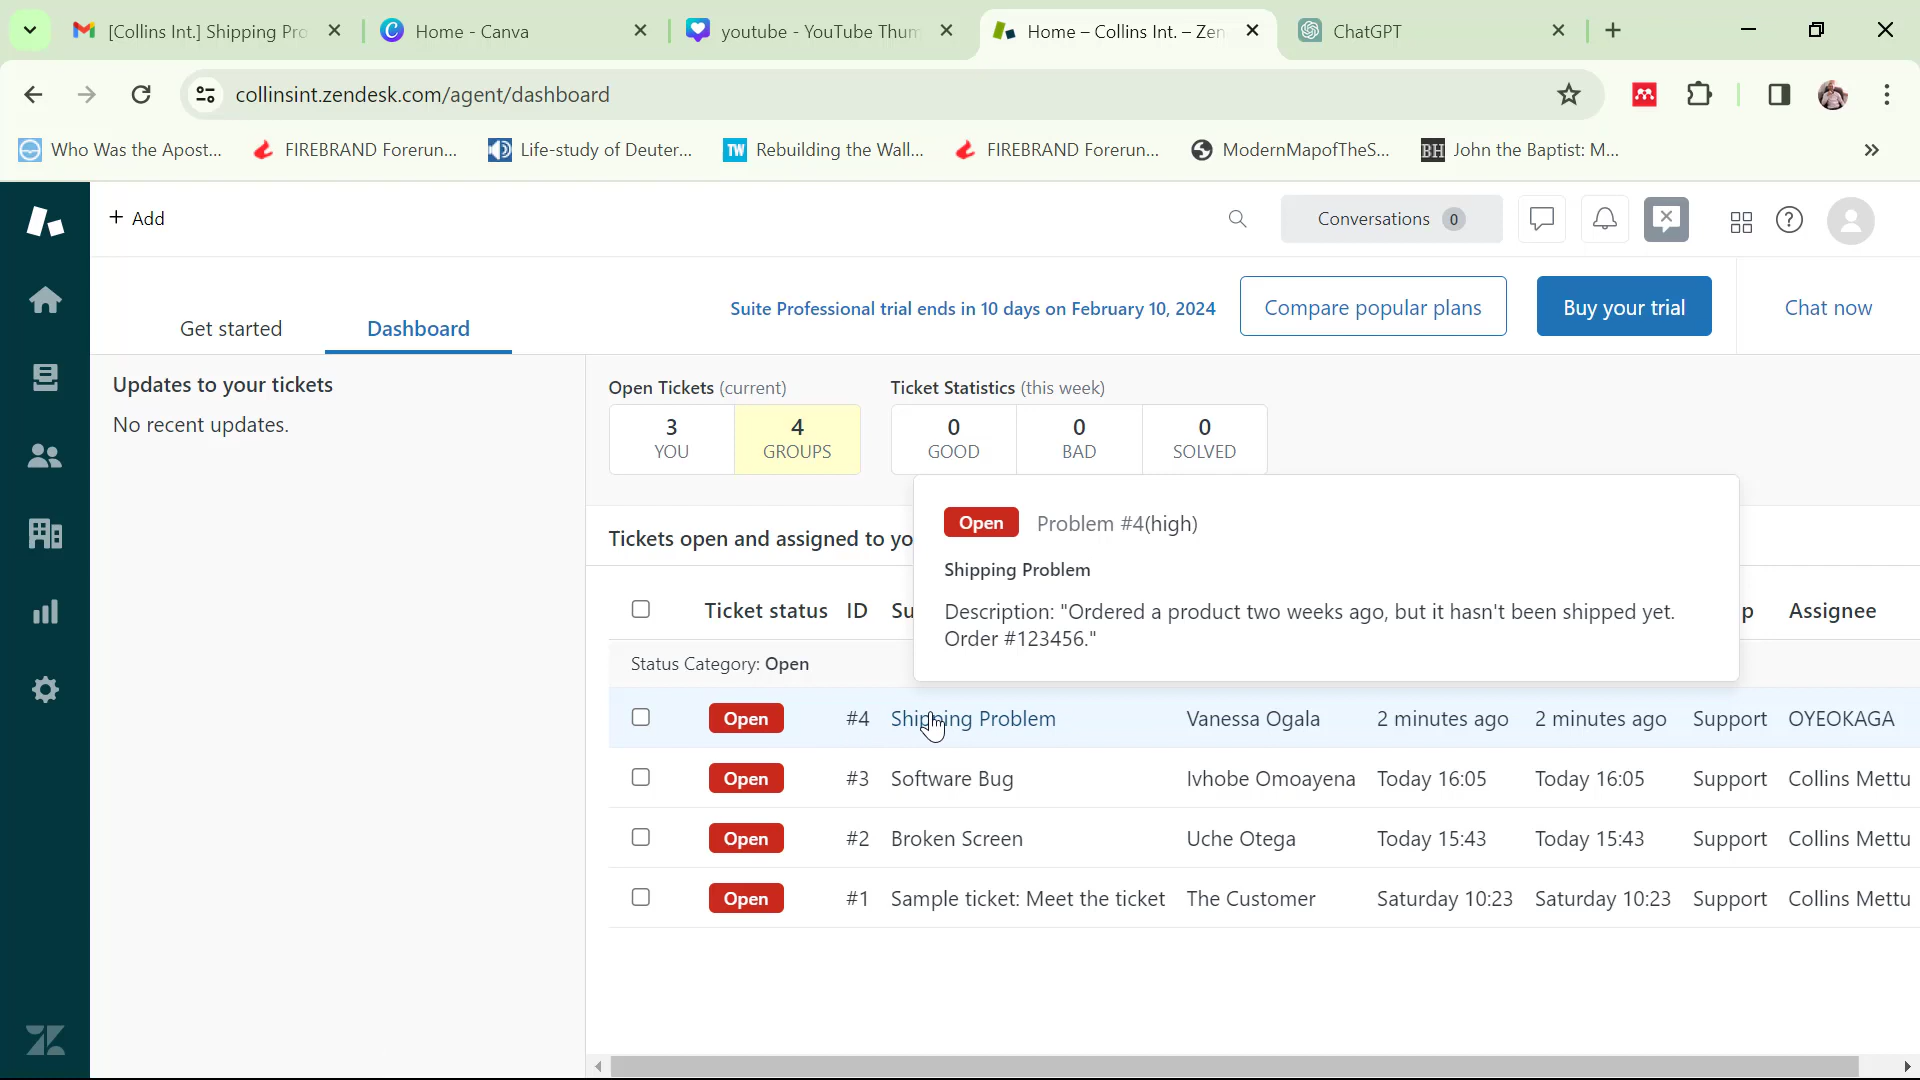 [Collins Int.] Shipping Pro
Home - Canva
youtube - YouTube Thum
Home – Collins Int. – Zen
ChatGPT
collinsint.zendesk.com/agent/dashboard
Who Was the Apost...
FIREBRAND Forerun...
Life-study of Deuter...
TW
Rebuilding the Wall...
FIREBRAND Forerun...
ModernMapofTheS...
BH
John the Baptist: M...
+ Add
Conversations 0
Get started
Dashboard
Suite Professional trial ends in 10 days on February 10, 2024
Compare popular plans
Buy your trial
Chat now
Updates to your tickets
No recent updates.
Open Tickets (current)
3
YOU
4
GROUPS
Ticket Statistics (this week)
0
GOOD
0
BAD
0
SOLVED
Tickets open and assigned to yo
Open Problem #4(high)
Shipping Problem
Description: "Ordered a product two weeks ago, but it hasn't been shipped yet.
Order #123456."
Ticket status ID Su p Assignee
Status Category: Open
Open #4 Shipping Problem Vanessa Ogala 2 minutes ago 2 minutes ago Support OYEOKAGA
Open #3 Software Bug Ivhobe Omoayena Today 16:05 Today 16:05 Support Collins Mettu
Open #2 Broken Screen Uche Otega Today 15:43 Today 15:43 Support Collins Mettu
Open #1 Sample ticket: Meet the ticket The Customer Saturday 10:23 Saturday 10:23 Support Collins Mettu